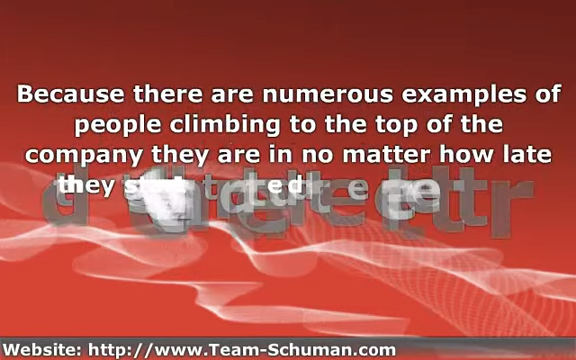 Because there are numerous examples of
people climbing to the top of the
company they are in no matter how late
they
Website: http://www.Team-Schuman.com